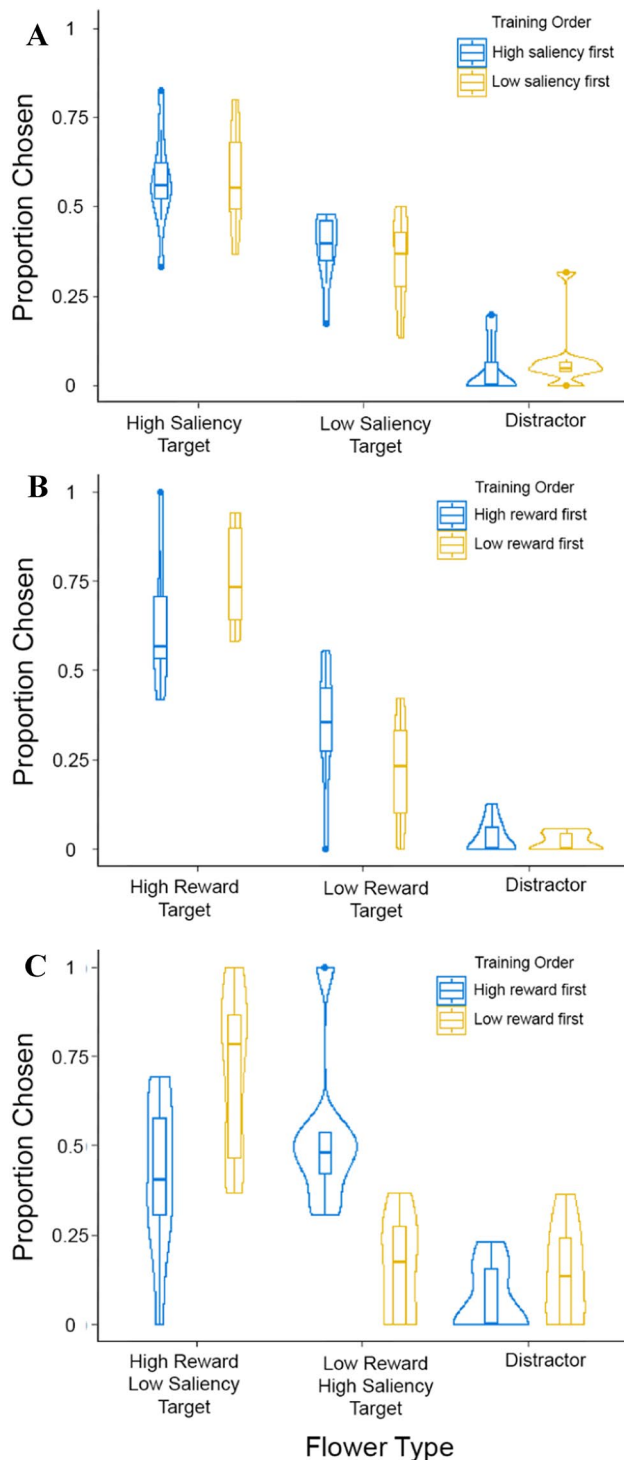 A
Training Order
High saliency first
Low saliency first
Proportion Chosen
1
0.75
0.5
0.25
0
High Saliency
Target
Low Saliency
Target
Distractor
B
Training Order
High reward first
Low reward first
Proportion Chosen
1
0.75
0.5
0.25
0
High Reward
Target
Low Reward
Target
Distractor
C
Training Order
High reward first
Low reward first
Proportion Chosen
1
0.75
0.5
0.25
0
High Reward
Low Saliency
Target
Low Reward
High Saliency
Target
Distractor
Flower Type